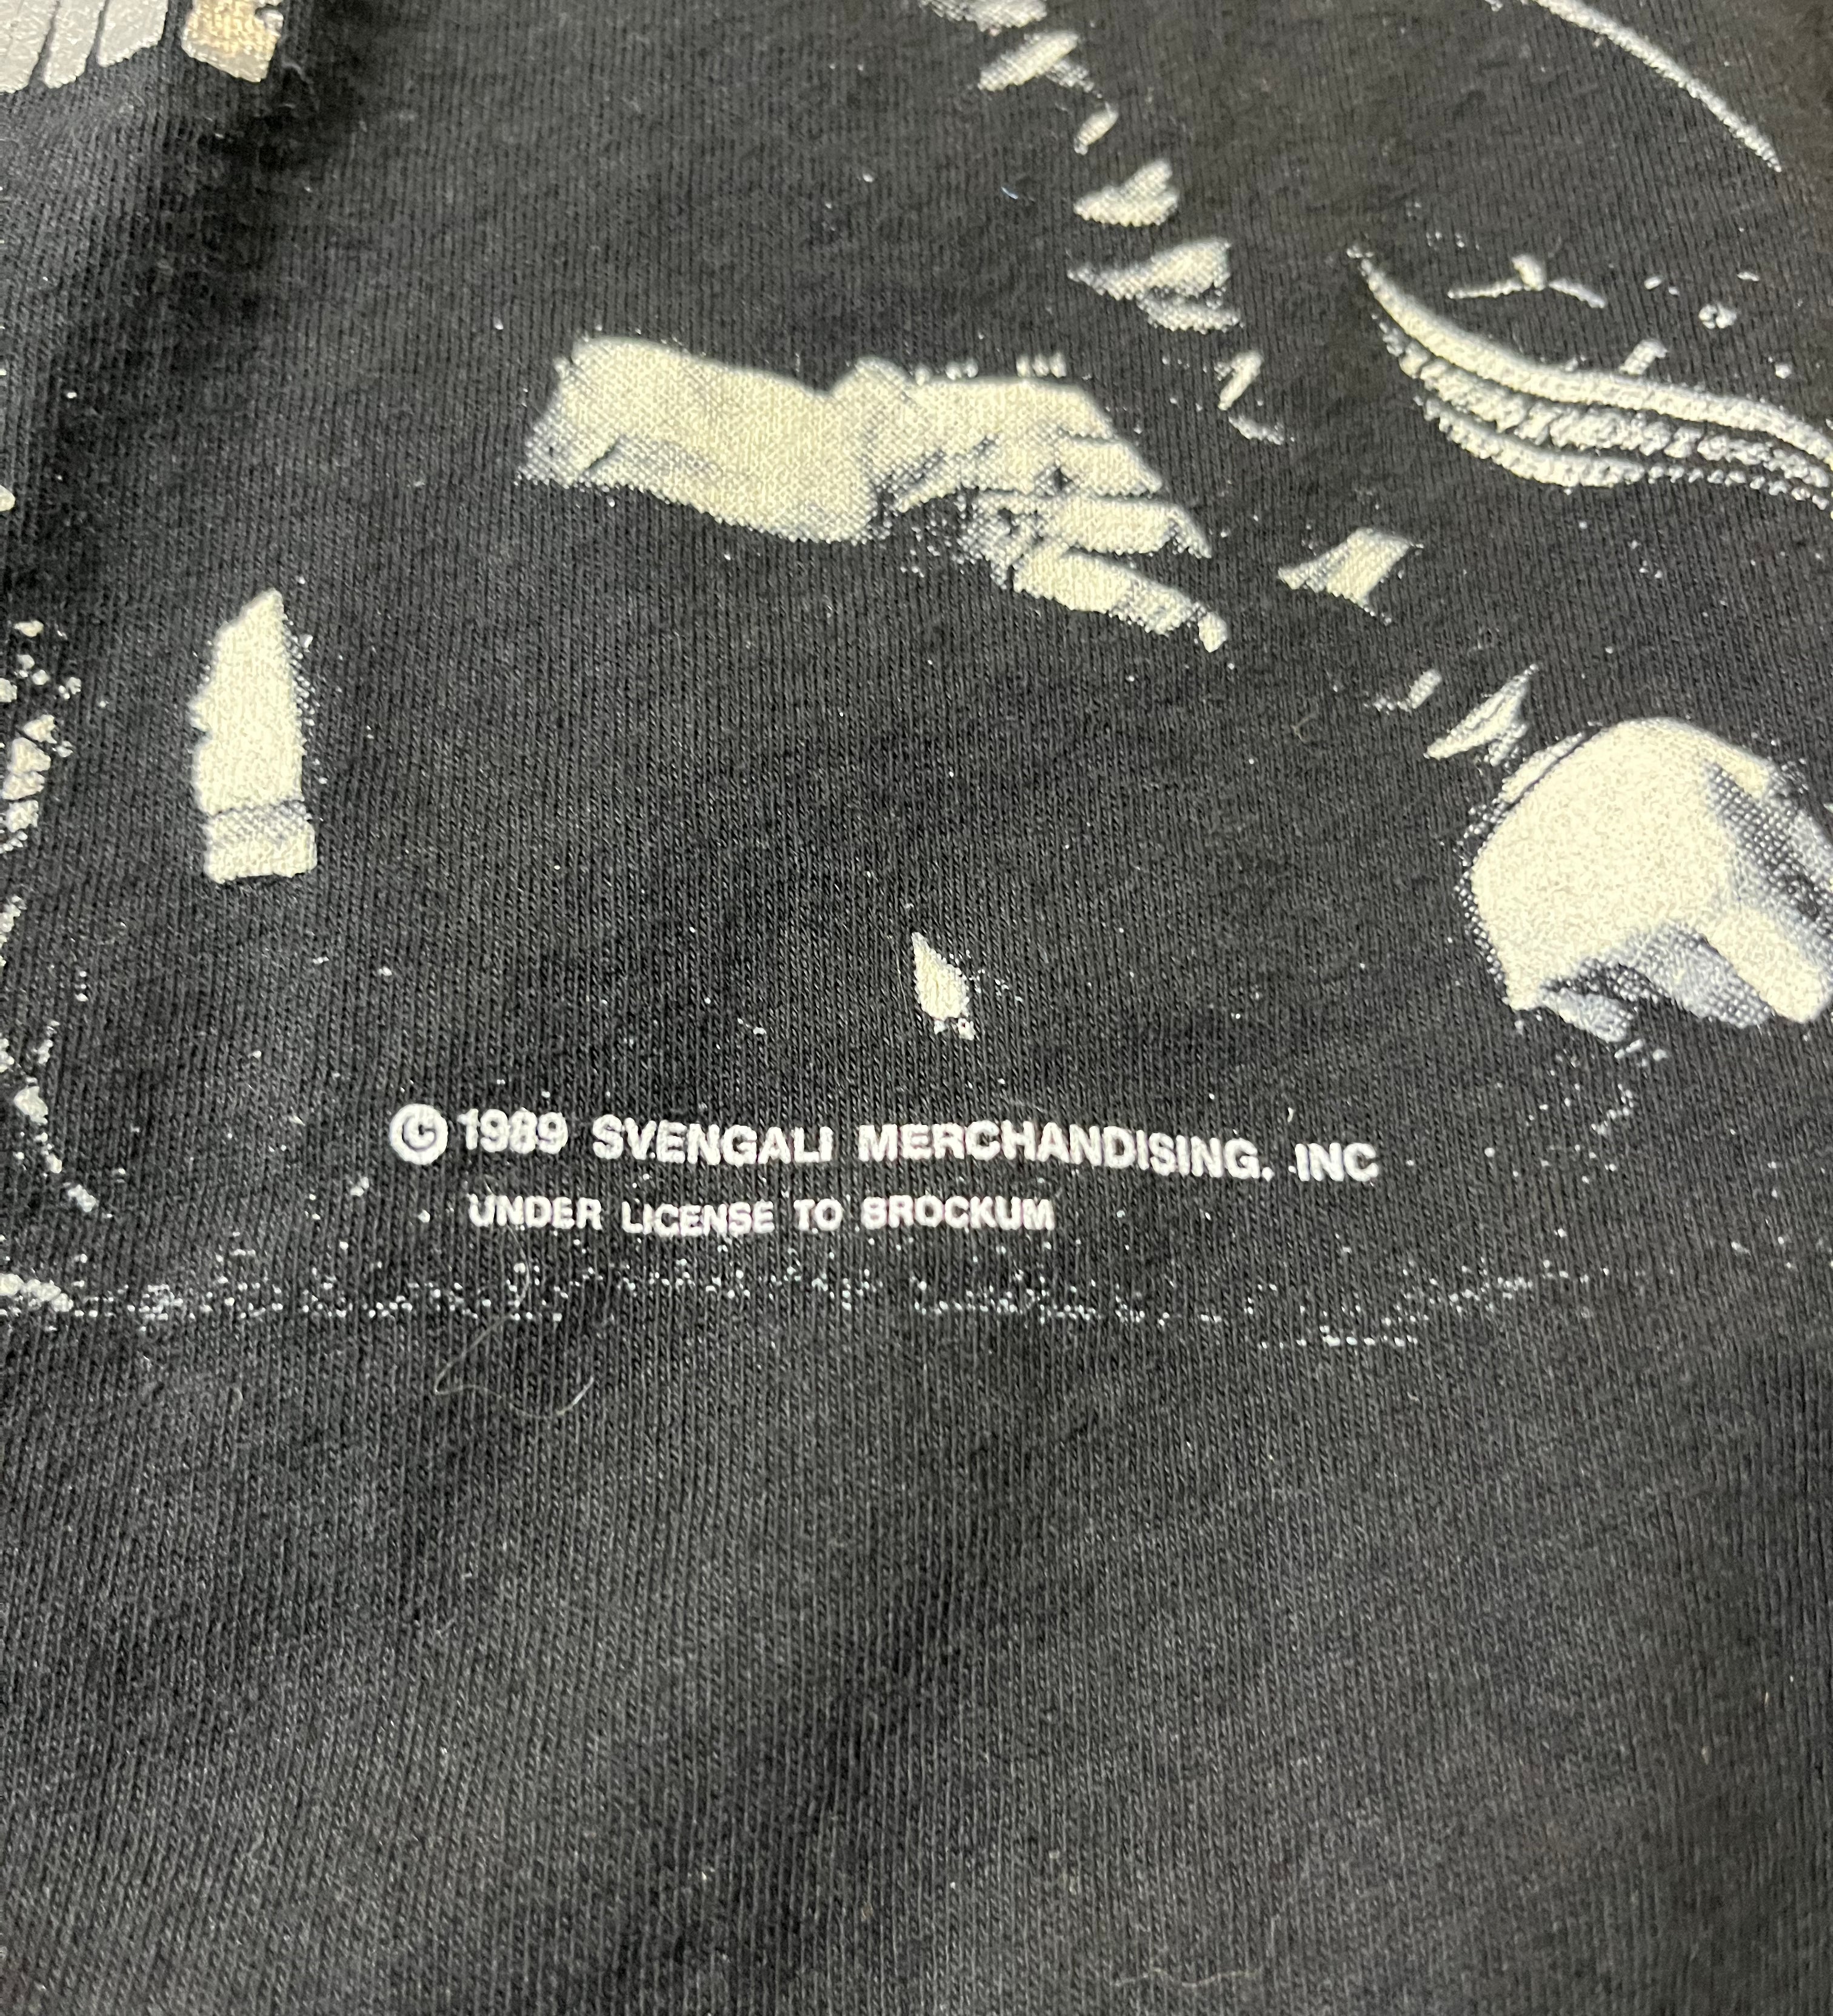 © 1989 SVENGALI MERCHANDISING, INC
UNDER LICENSE TO BROCKUM